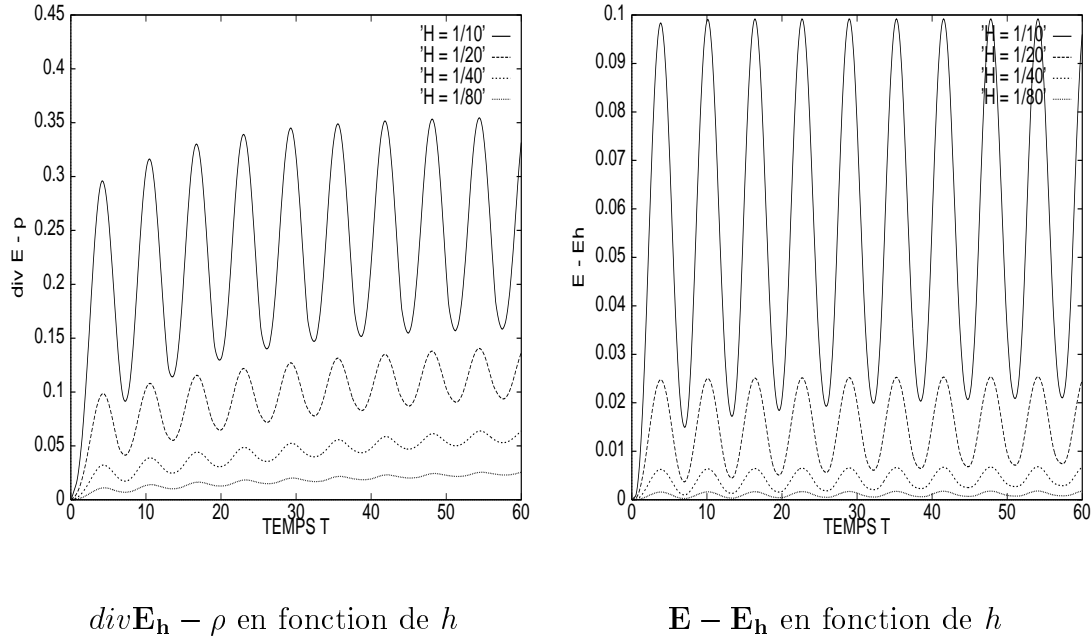 0.45
0.4
0.35
0.3
0.25
0.2
0.15
0.1
0.05
0
div E - p
'H = 1/10'
'H = 1/20'
'H = 1/40'
'H = 1/80'
0 10 20 30 40 50 60
TEMPS T
0.1
0.09
0.08
0.07
0.06
0.05
0.04
0.03
0.02
0.01
0
E - Eh
'H = 1/10'
'H = 1/20'
'H = 1/40'
'H = 1/80'
0 10 20 30 40 50 60
TEMPS T
divE_h − ρ en fonction de h
E − E_h en fonction de h